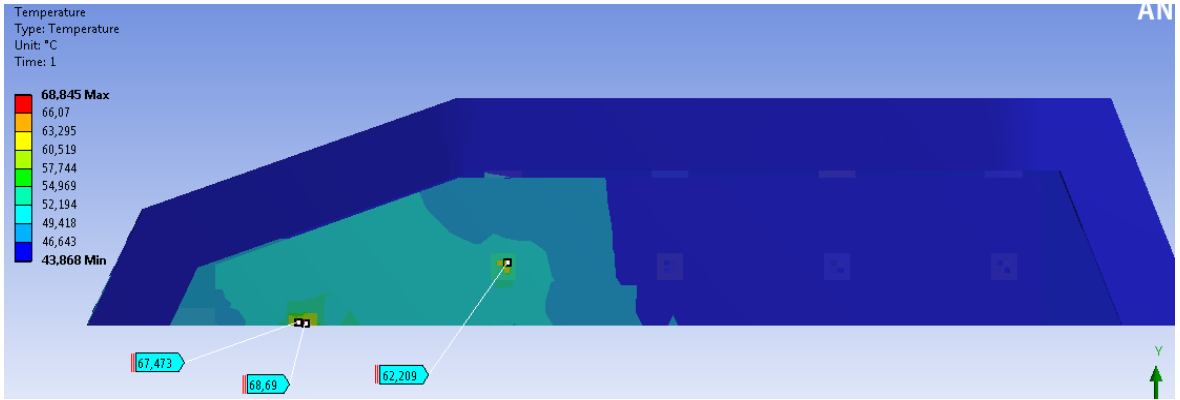 Temperature
Type: Temperature
Unit: °C
Time: 1
AN
68,845 Max
66,07
63,295
60,519
57,744
54,969
52,194
49,418
46,643
43,868 Min
67,473
68,69
62,209
Y